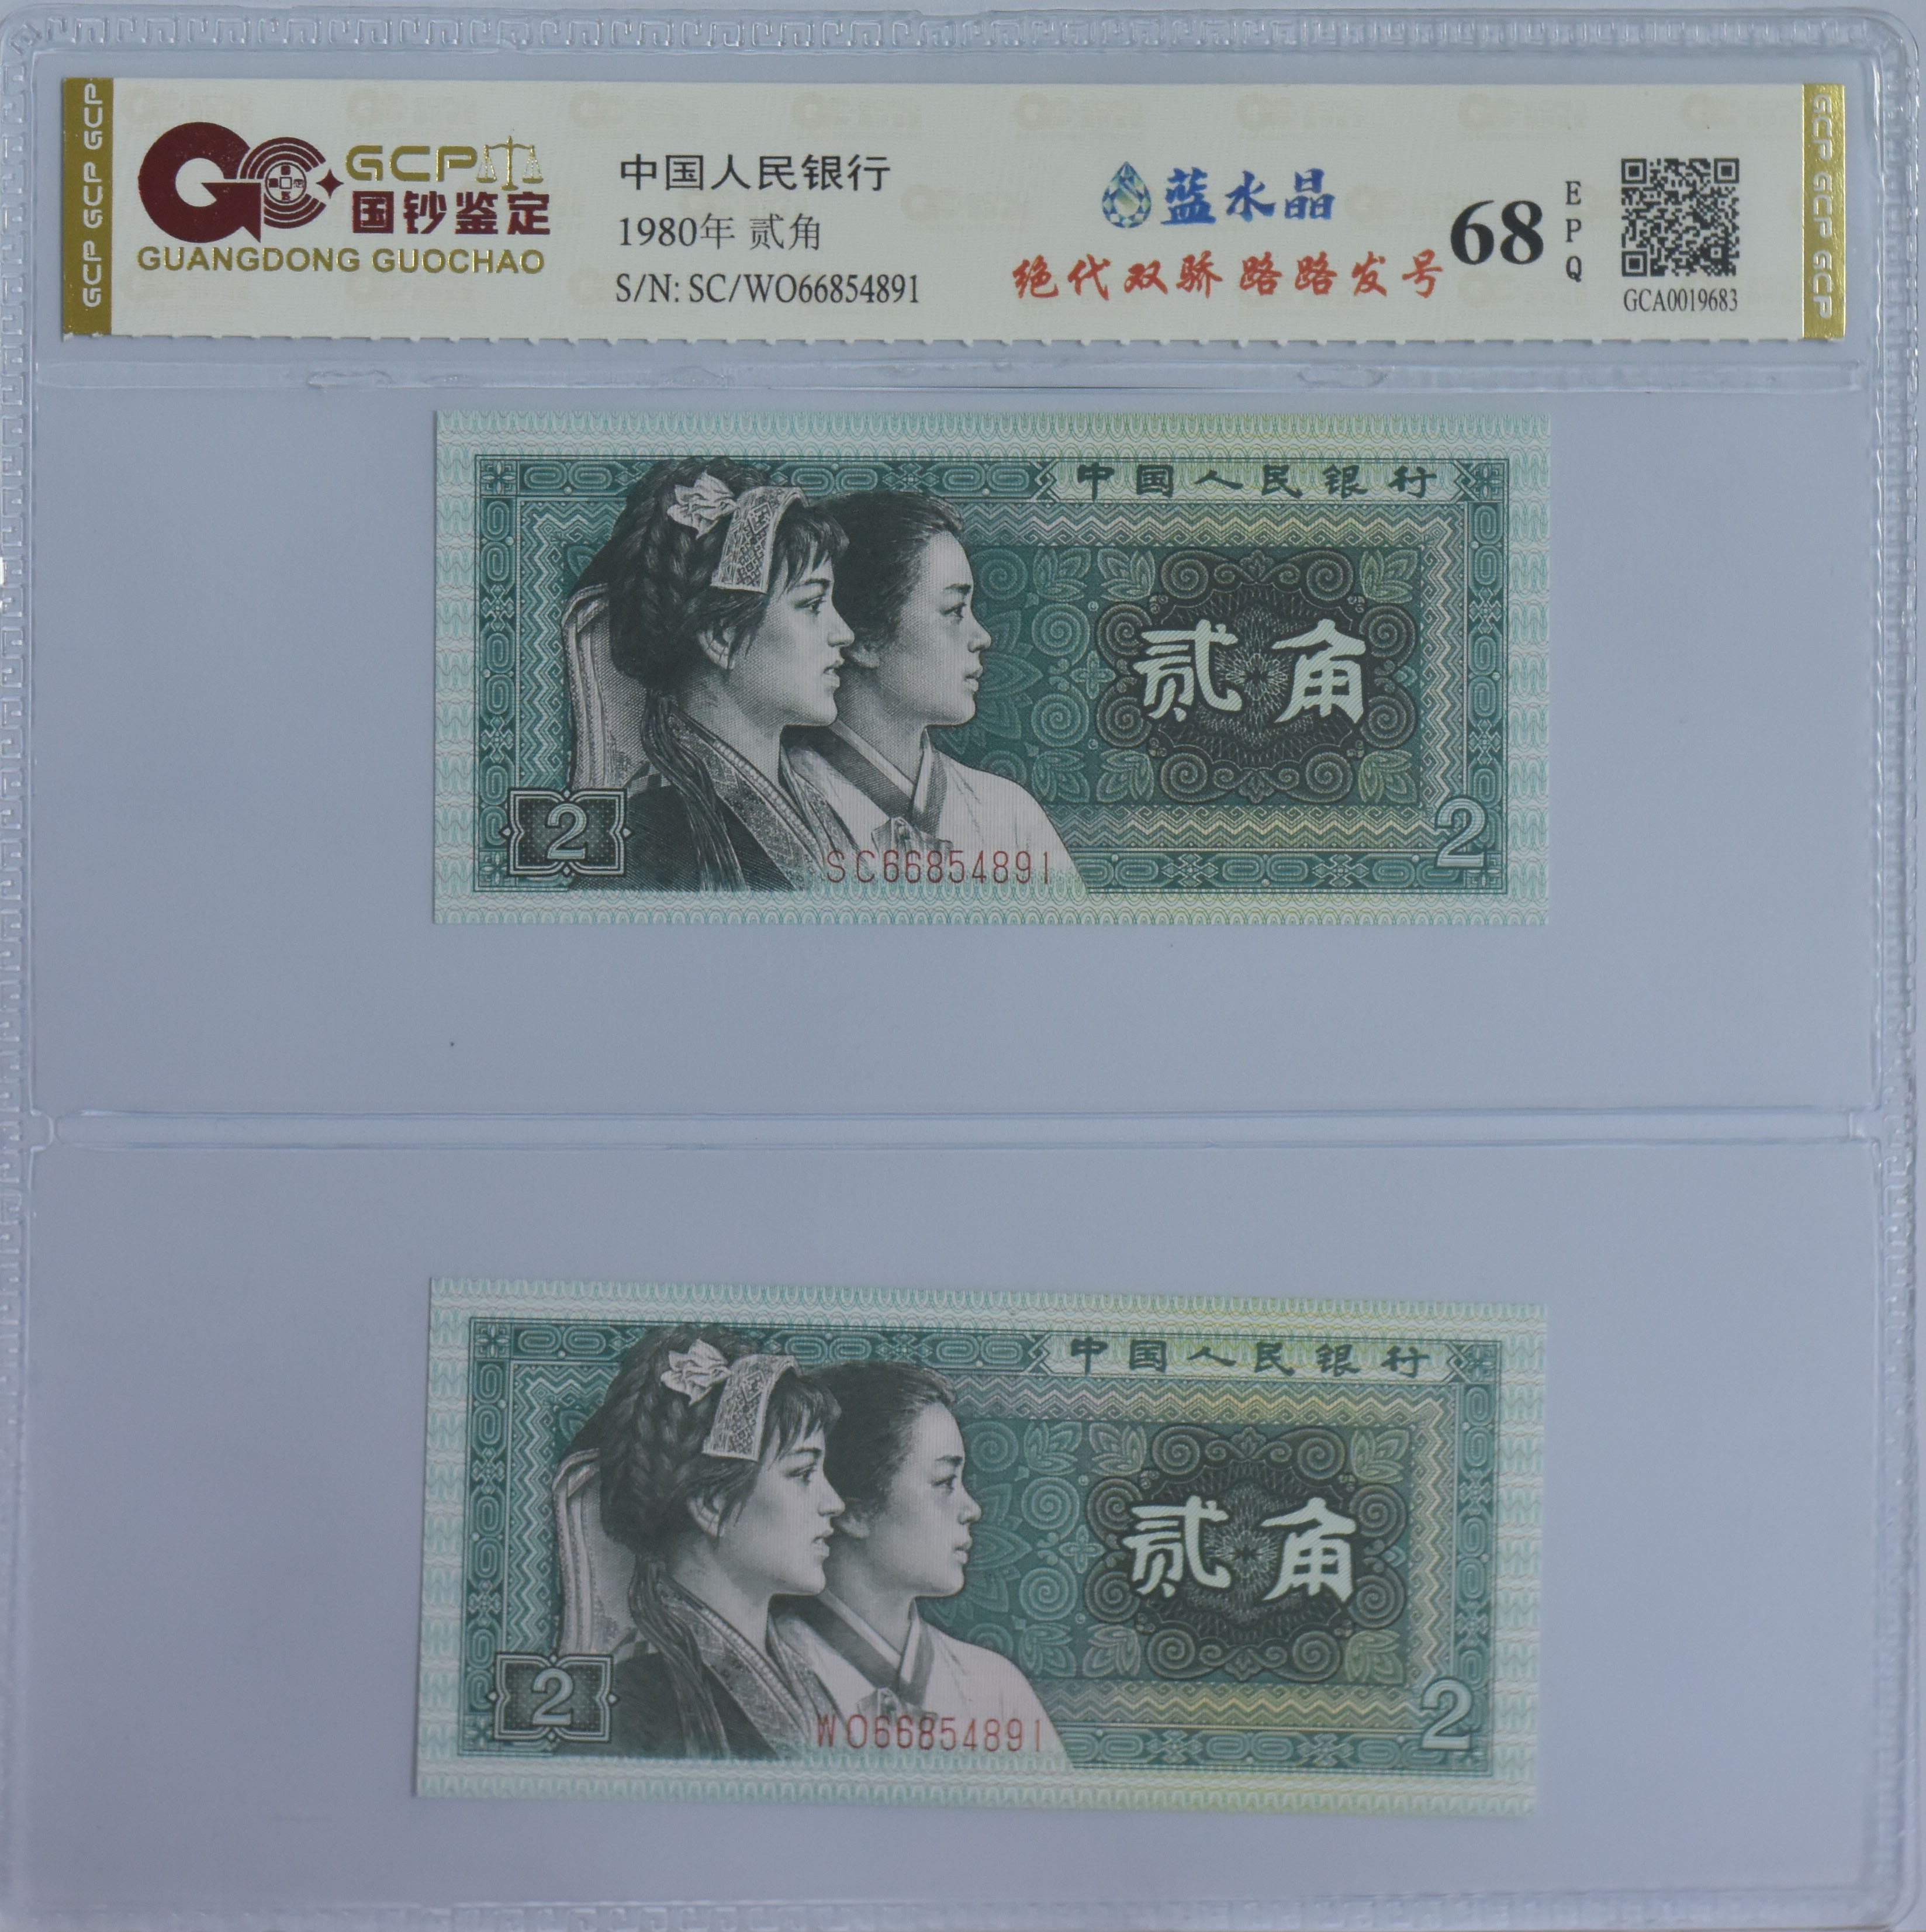 GCP GCP GCP
GCP
国钞鉴定
GUANGDONG GUOCHAO
中国人民银行
1980年 贰角
S/N: SC/WO66854891
蓝水晶
绝代双骄 路路发号
68
EPQ
GCA0019683
GCP GCP GCP
中国人民银行
贰角
2
2
SC66854891
中国人民银行
贰角
2
2
WO66854891